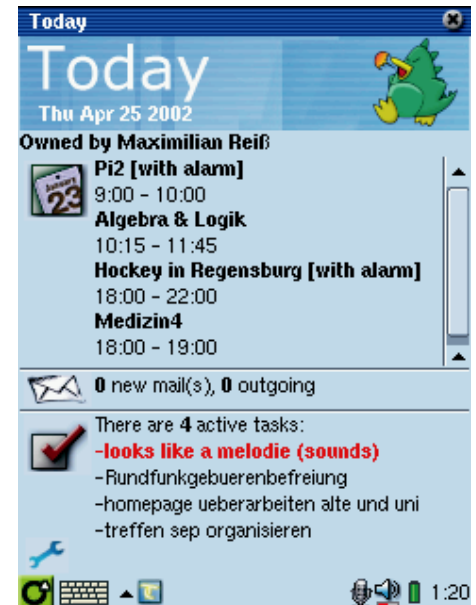 Today
Today
Thu Apr 25 2002
Owned by Maximilian Reiß
Pi2 [with alarm]
9:00 - 10:00
Algebra & Logik
10:15 - 11:45
Hockey in Regensburg [with alarm]
18:00 - 22:00
Medizin4
18:00 - 19:00
January
23
0 new mail(s), 0 outgoing
There are 4 active tasks:
-looks like a melodie (sounds)
-Rundfunkgebuerenbefreiung
-homepage ueberarbeiten alte und uni
-treffen sep organisieren
1:20